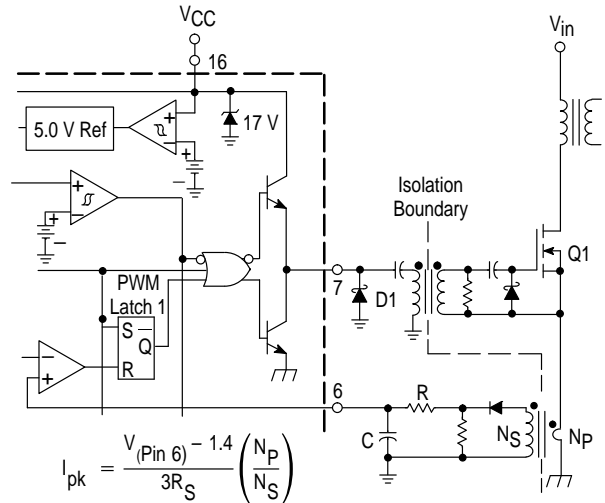 VCC
Vin
16
5.0 V Ref
+
–
+
–
17 V
+
–
+
–
Isolation
Boundary
Q1
PWM
Latch 1
7
D1
S
Q̅
R
–
+
6
R
C
NS
NP
Ipk = V(Pin 6) – 1.4 / 3RS (NP / NS)